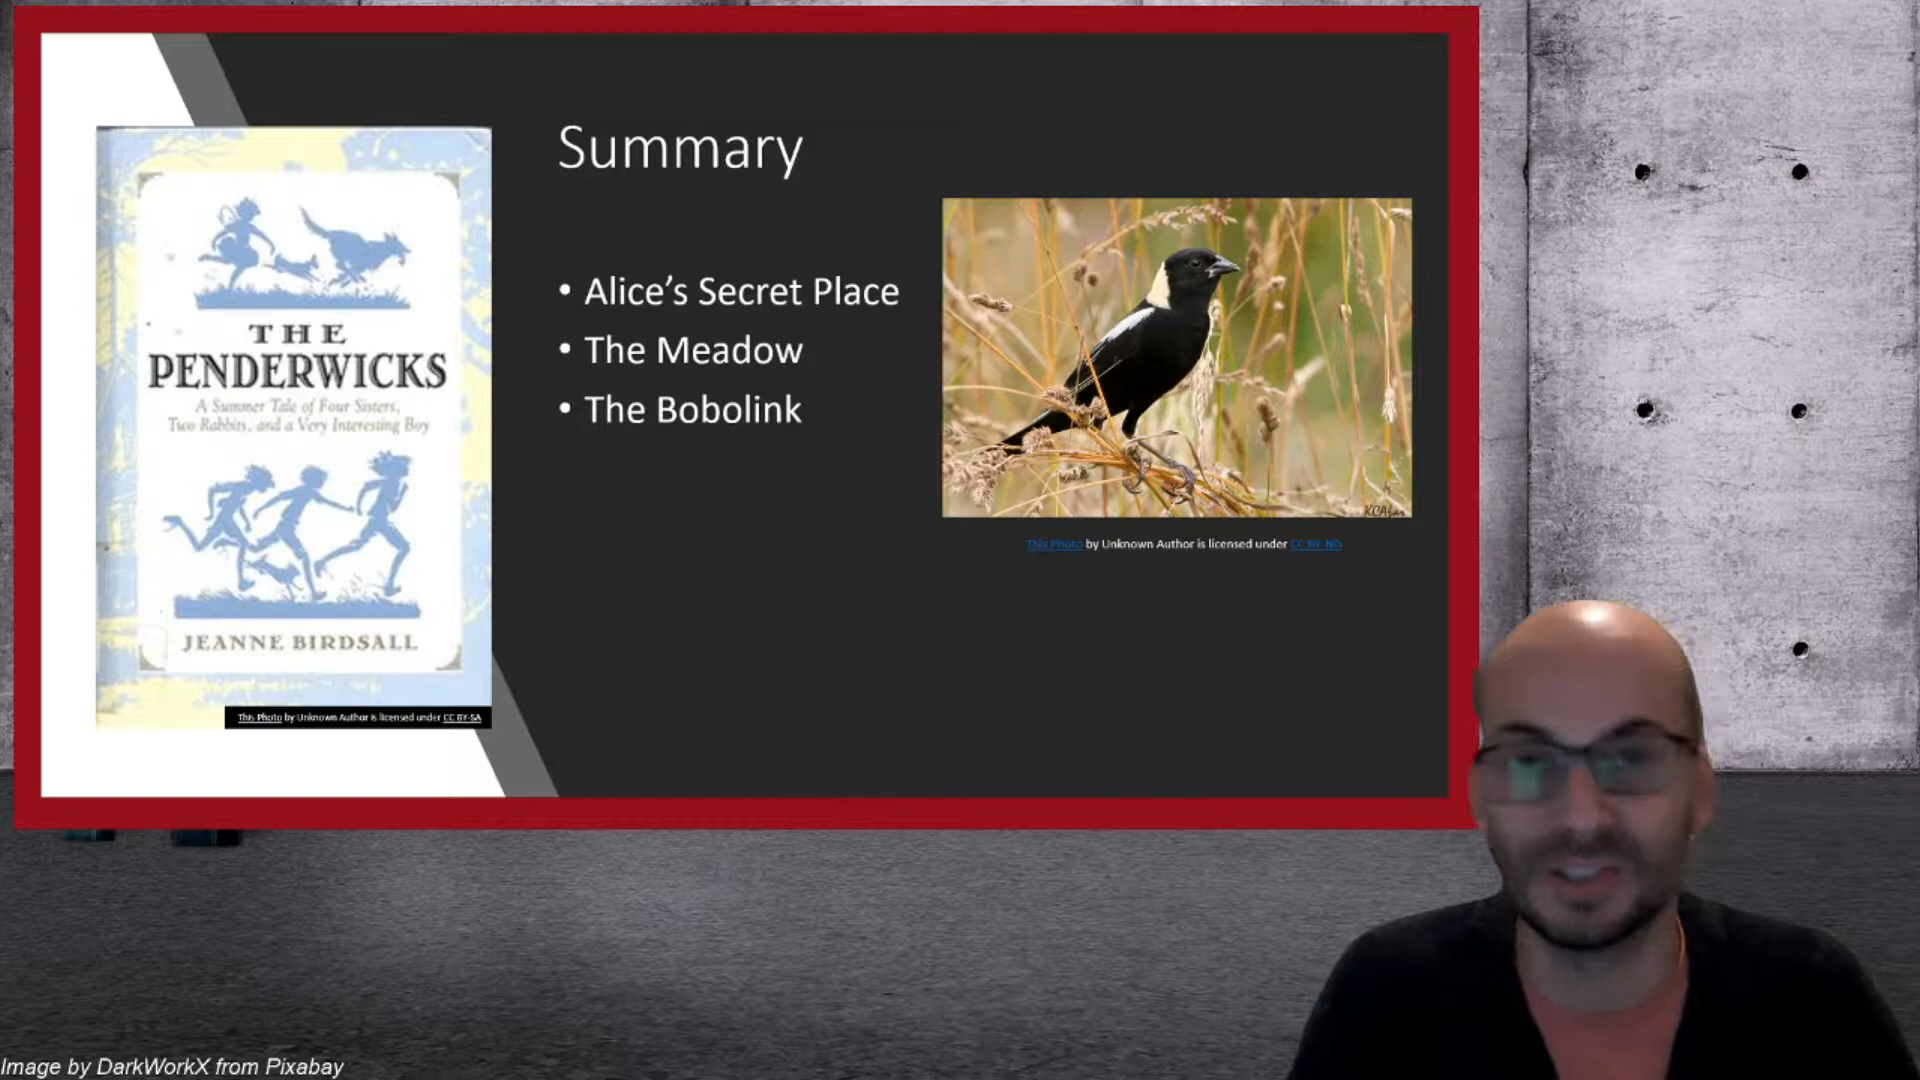 THE
PENDERWICKS
A Summer Tale of Four Sisters,
Two Rabbits, and a Very Interesting Boy
JEANNE BIRDSALL
This Photo by Unknown Author is licensed under CC BY-SA
Summary
• Alice’s Secret Place
• The Meadow
• The Bobolink
KCAzar
This Photo by Unknown Author is licensed under CC BY-ND
Image by DarkWorkX from Pixabay